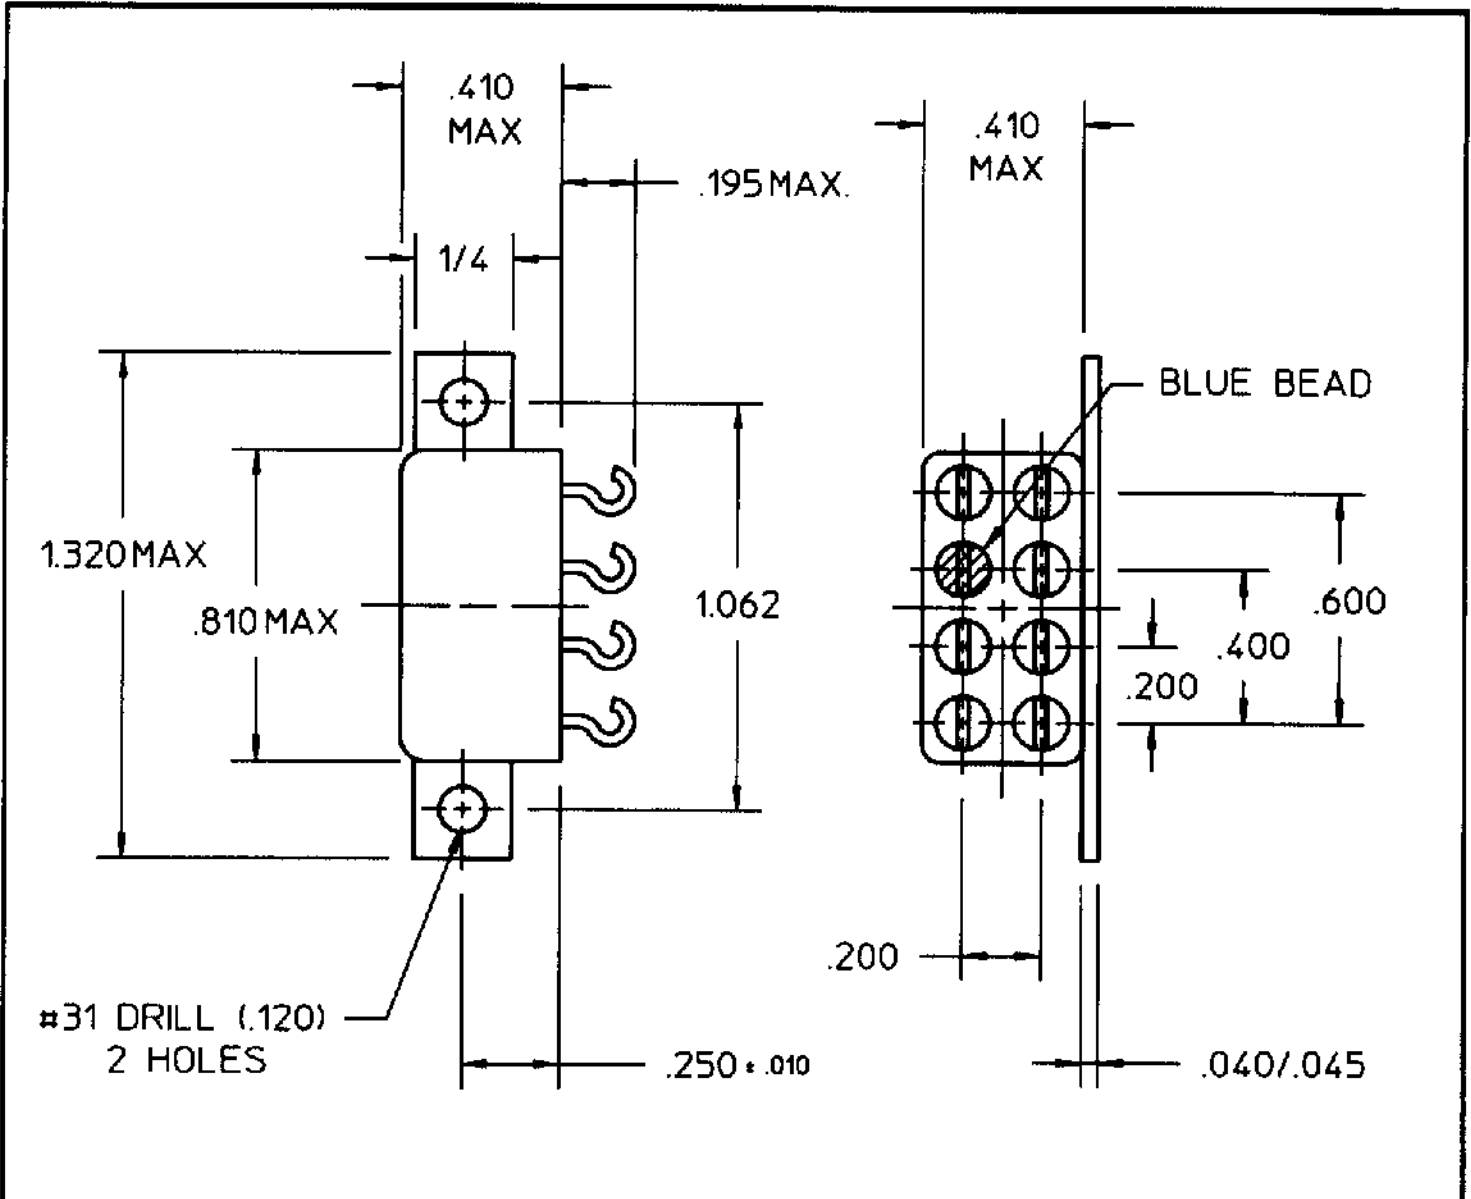 .410
MAX
.410
MAX
.195 MAX.
1/4
BLUE BEAD
1.320 MAX
.810 MAX
1.062
.600
.400
.200
.200
#31 DRILL (.120)
2 HOLES
.250 ± .010
.040/.045